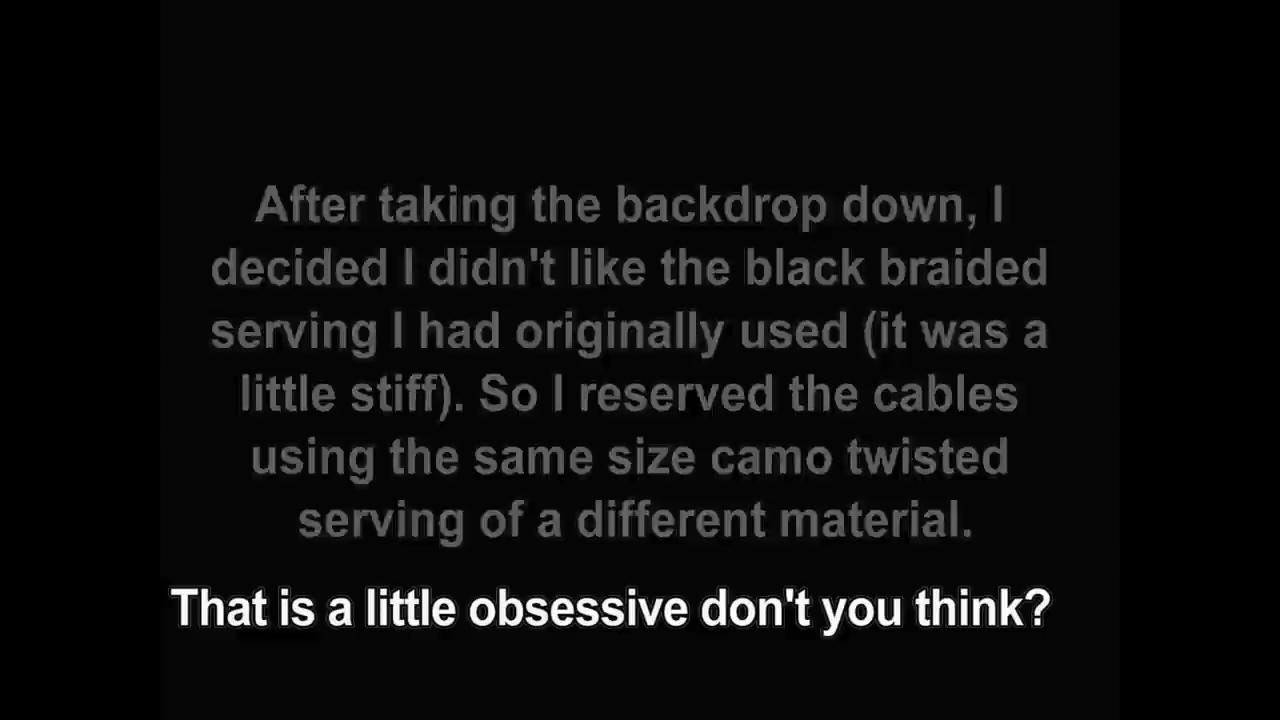 After taking the backdrop down, I
decided I didn't like the black braided
serving I had originally used (it was a
little stiff). So I reserved the cables
using the same size camo twisted
serving of a different material.
That is a little obsessive don't you think?